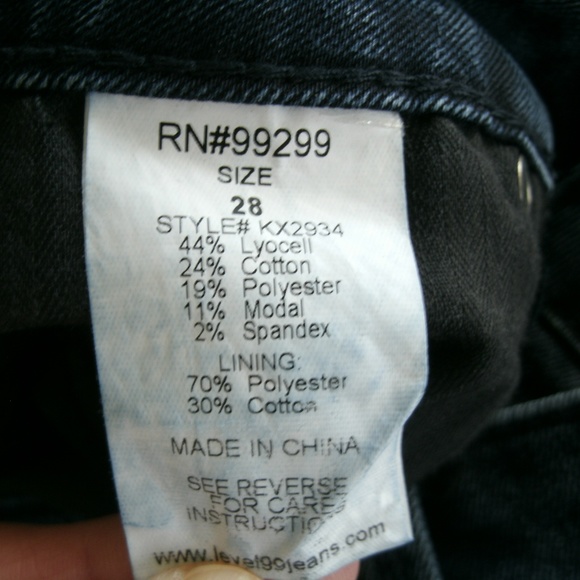 RN#99299
SIZE
28
STYLE# KX2934
44% Lyocell
24% Cotton
19% Polyester
11% Modal
2% Spandex
LINING:
70% Polyester
30% Cotton
MADE IN CHINA
SEE REVERSE
FOR CARE
INSTRUCTIO
www.level99jeans.com